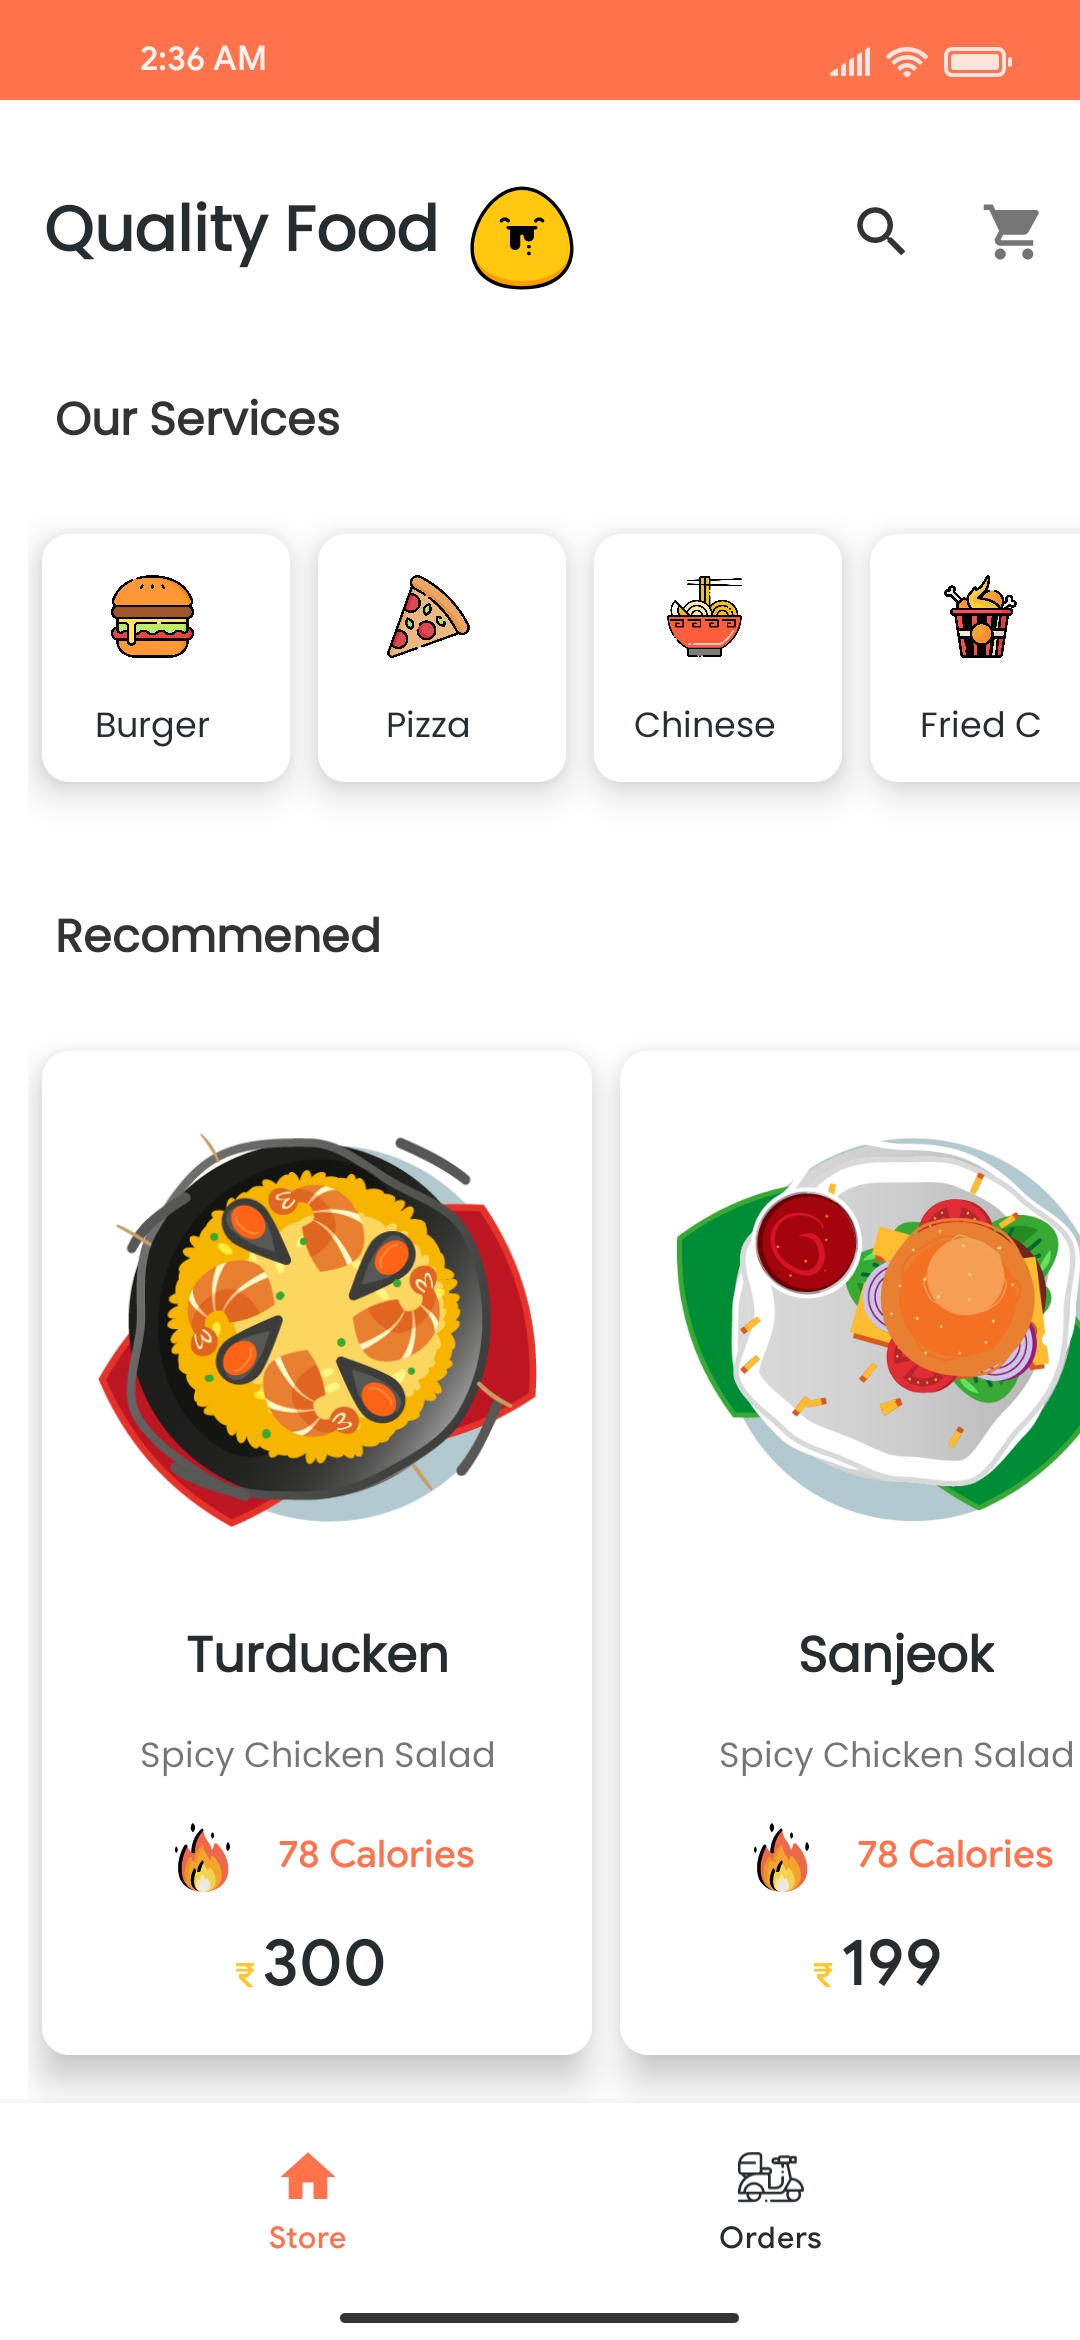 2:36 AM
Quality Food
Our Services
Burger
Pizza
Chinese
Fried C
Recommened
Turducken
Sanjeok
Spicy Chicken Salad
Spicy Chicken Salad
78 Calories
78 Calories
₹300
₹199
Store
Orders